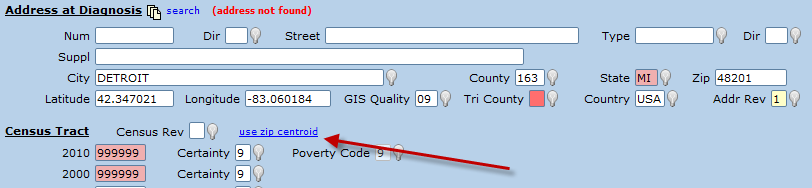 Address at Diagnosis search (address not found)
Num Dir Street Type Dir
Suppl
City DETROIT County 163 State MI Zip 48201
Latitude 42.347021 Longitude -83.060184 GIS Quality 09 Tri County Country USA Addr Rev 1
Census Tract Census Rev use zip centroid
2010 999999 Certainty 9 Poverty Code 9
2000 999999 Certainty 9